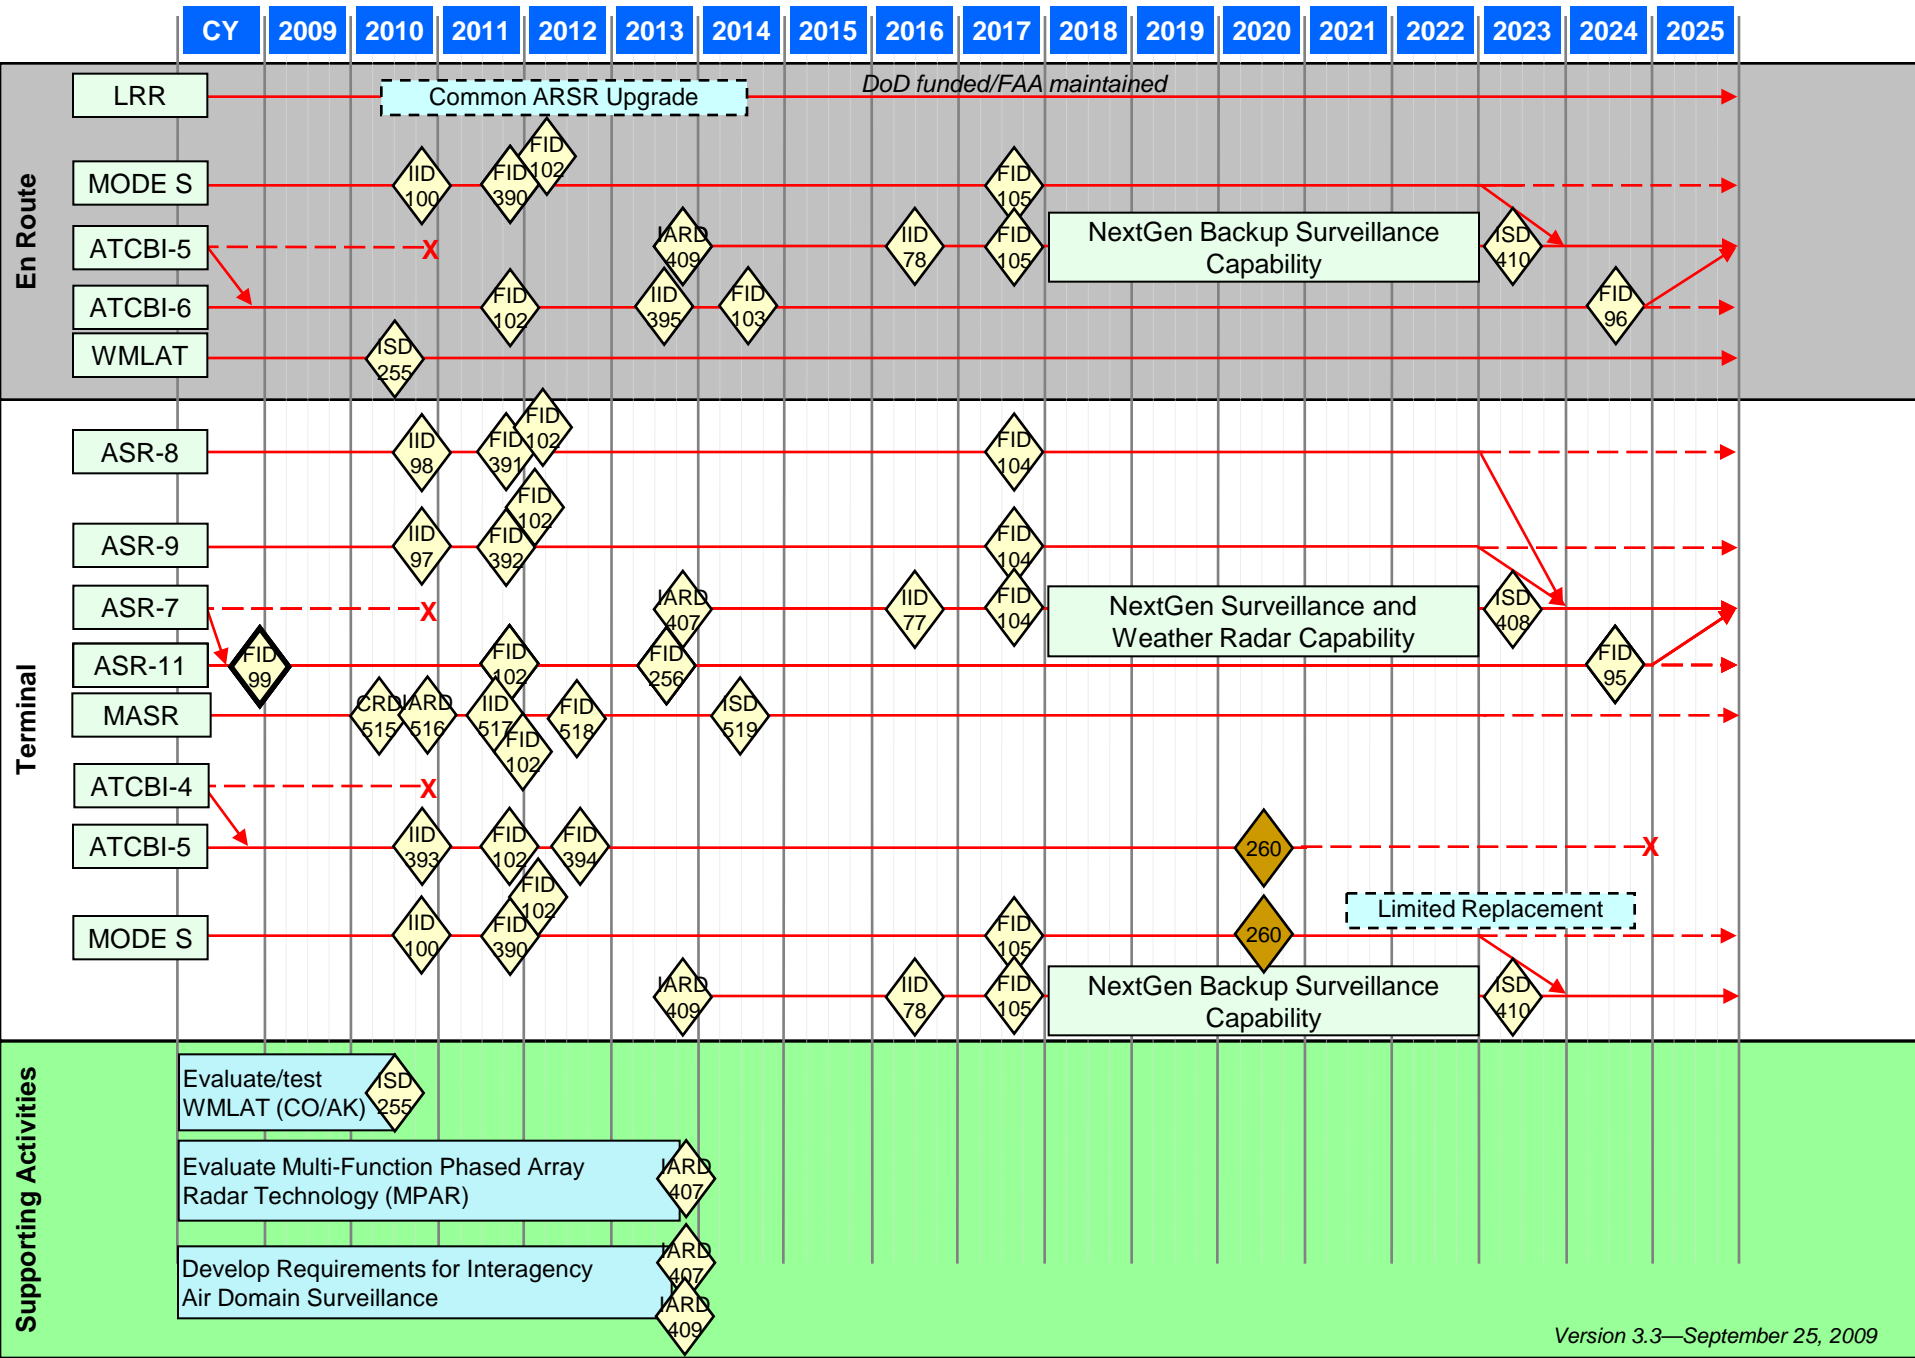 CY 2009 2010 2011 2012 2013 2014 2015 2016 2017 2018 2019 2020 2021 2022 2023 2024 2025
En Route
LRR
Common ARSR Upgrade
DoD funded/FAA maintained
MODE S
IID
100
FID
390
FID
102
FID
105
ATCBI-5
X
IARD
409
IID
78
FID
105
NextGen Backup Surveillance
Capability
ISD
410
ATCBI-6
FID
102
IID
395
FID
103
FID
96
WMLAT
ISD
255
Terminal
ASR-8
IID
98
FID
391
FID
102
FID
104
ASR-9
IID
97
FID
392
FID
102
FID
104
ASR-7
X
IARD
407
IID
77
FID
104
NextGen Surveillance and
Weather Radar Capability
ISD
408
ASR-11
FID
99
FID
102
FID
256
FID
95
MASR
CRD
515
IARD
516
IID
517
FID
102
FID
518
ISD
519
ATCBI-4
X
ATCBI-5
IID
393
FID
102
FID
394
260
X
MODE S
IID
100
FID
390
FID
102
FID
105
260
Limited Replacement
IARD
409
IID
78
FID
105
NextGen Backup Surveillance
Capability
ISD
410
Supporting Activities
Evaluate/test
WMLAT (CO/AK)
ISD
255
Evaluate Multi-Function Phased Array
Radar Technology (MPAR)
IARD
407
Develop Requirements for Interagency
Air Domain Surveillance
IARD
407
IARD
409
Version 3.3—September 25, 2009